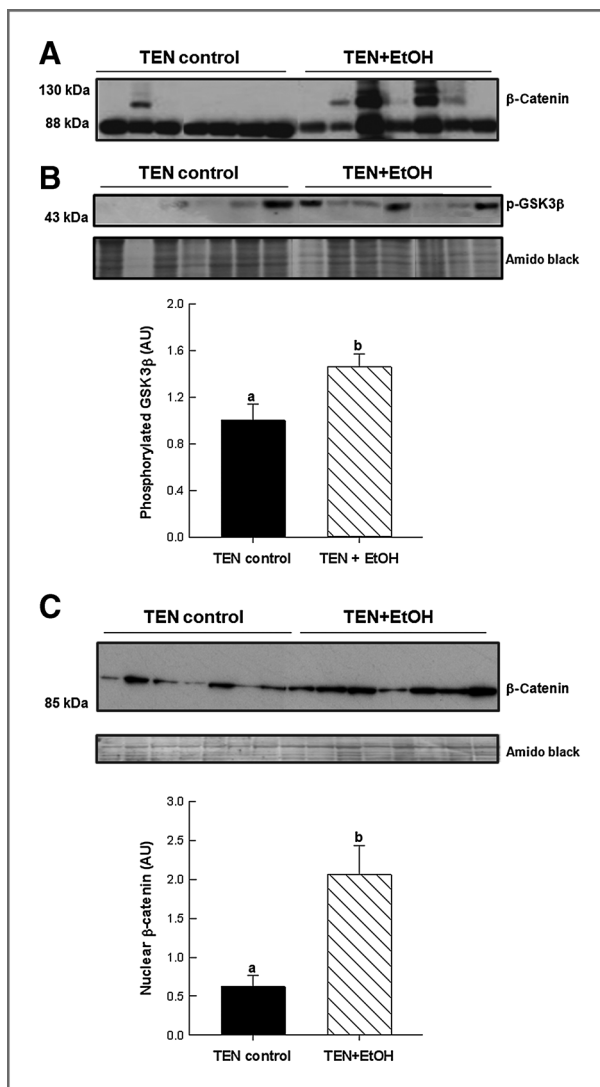 A
TEN control TEN+EtOH
130 kDa
β-Catenin
88 kDa
B
TEN control TEN+EtOH
p-GSK3β
43 kDa
Amido black
2.0
1.6
1.2
0.8
0.4
0.0
Phosphorylated GSK3β (AU)
a
b
TEN control TEN + EtOH
C
TEN control TEN+EtOH
β-Catenin
85 kDa
Amido black
3.0
2.5
2.0
1.5
1.0
0.5
0.0
Nuclear β-catenin (AU)
a
b
TEN control TEN+EtOH